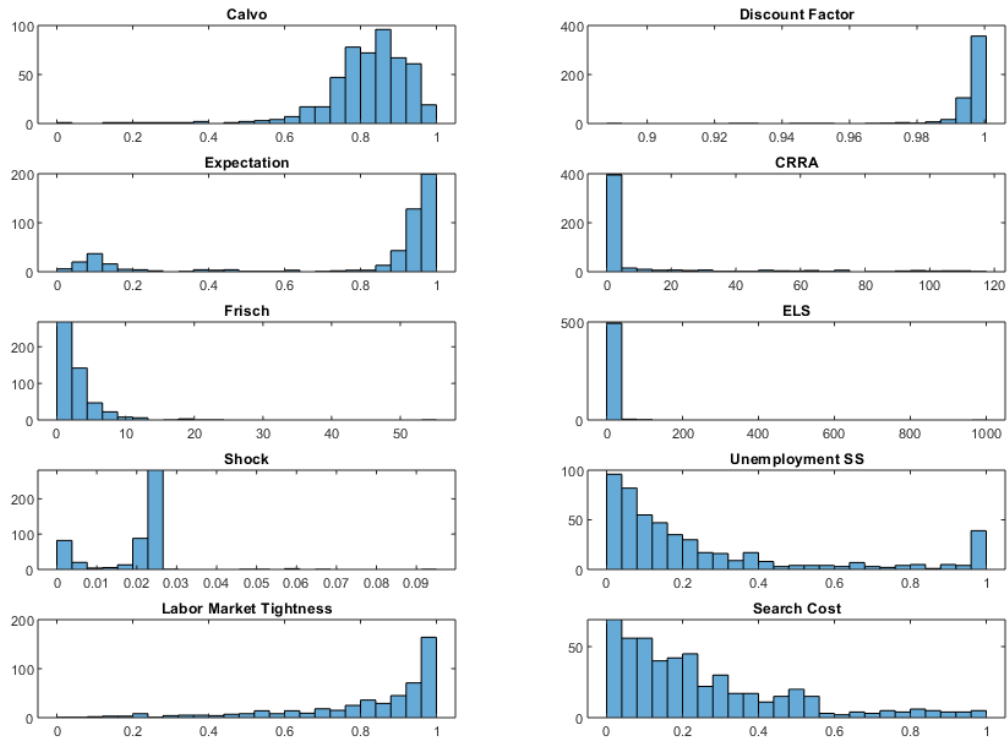 Calvo
100
50
0
0 0.2 0.4 0.6 0.8 1
Discount Factor
400
200
0
0.9 0.92 0.94 0.96 0.98 1
Expectation
200
100
0
0 0.2 0.4 0.6 0.8 1
CRRA
400
200
0
0 20 40 60 80 100 120
Frisch
200
100
0
0 10 20 30 40 50
ELS
500
0
0 200 400 600 800 1000
Shock
200
100
0
0 0.01 0.02 0.03 0.04 0.05 0.06 0.07 0.08 0.09
Unemployment SS
100
50
0
0.2 0.4 0.6 0.8 1
Labor Market Tightness
200
100
0
0 0.2 0.4 0.6 0.8 1
Search Cost
50
0
0 0.2 0.4 0.6 0.8 1